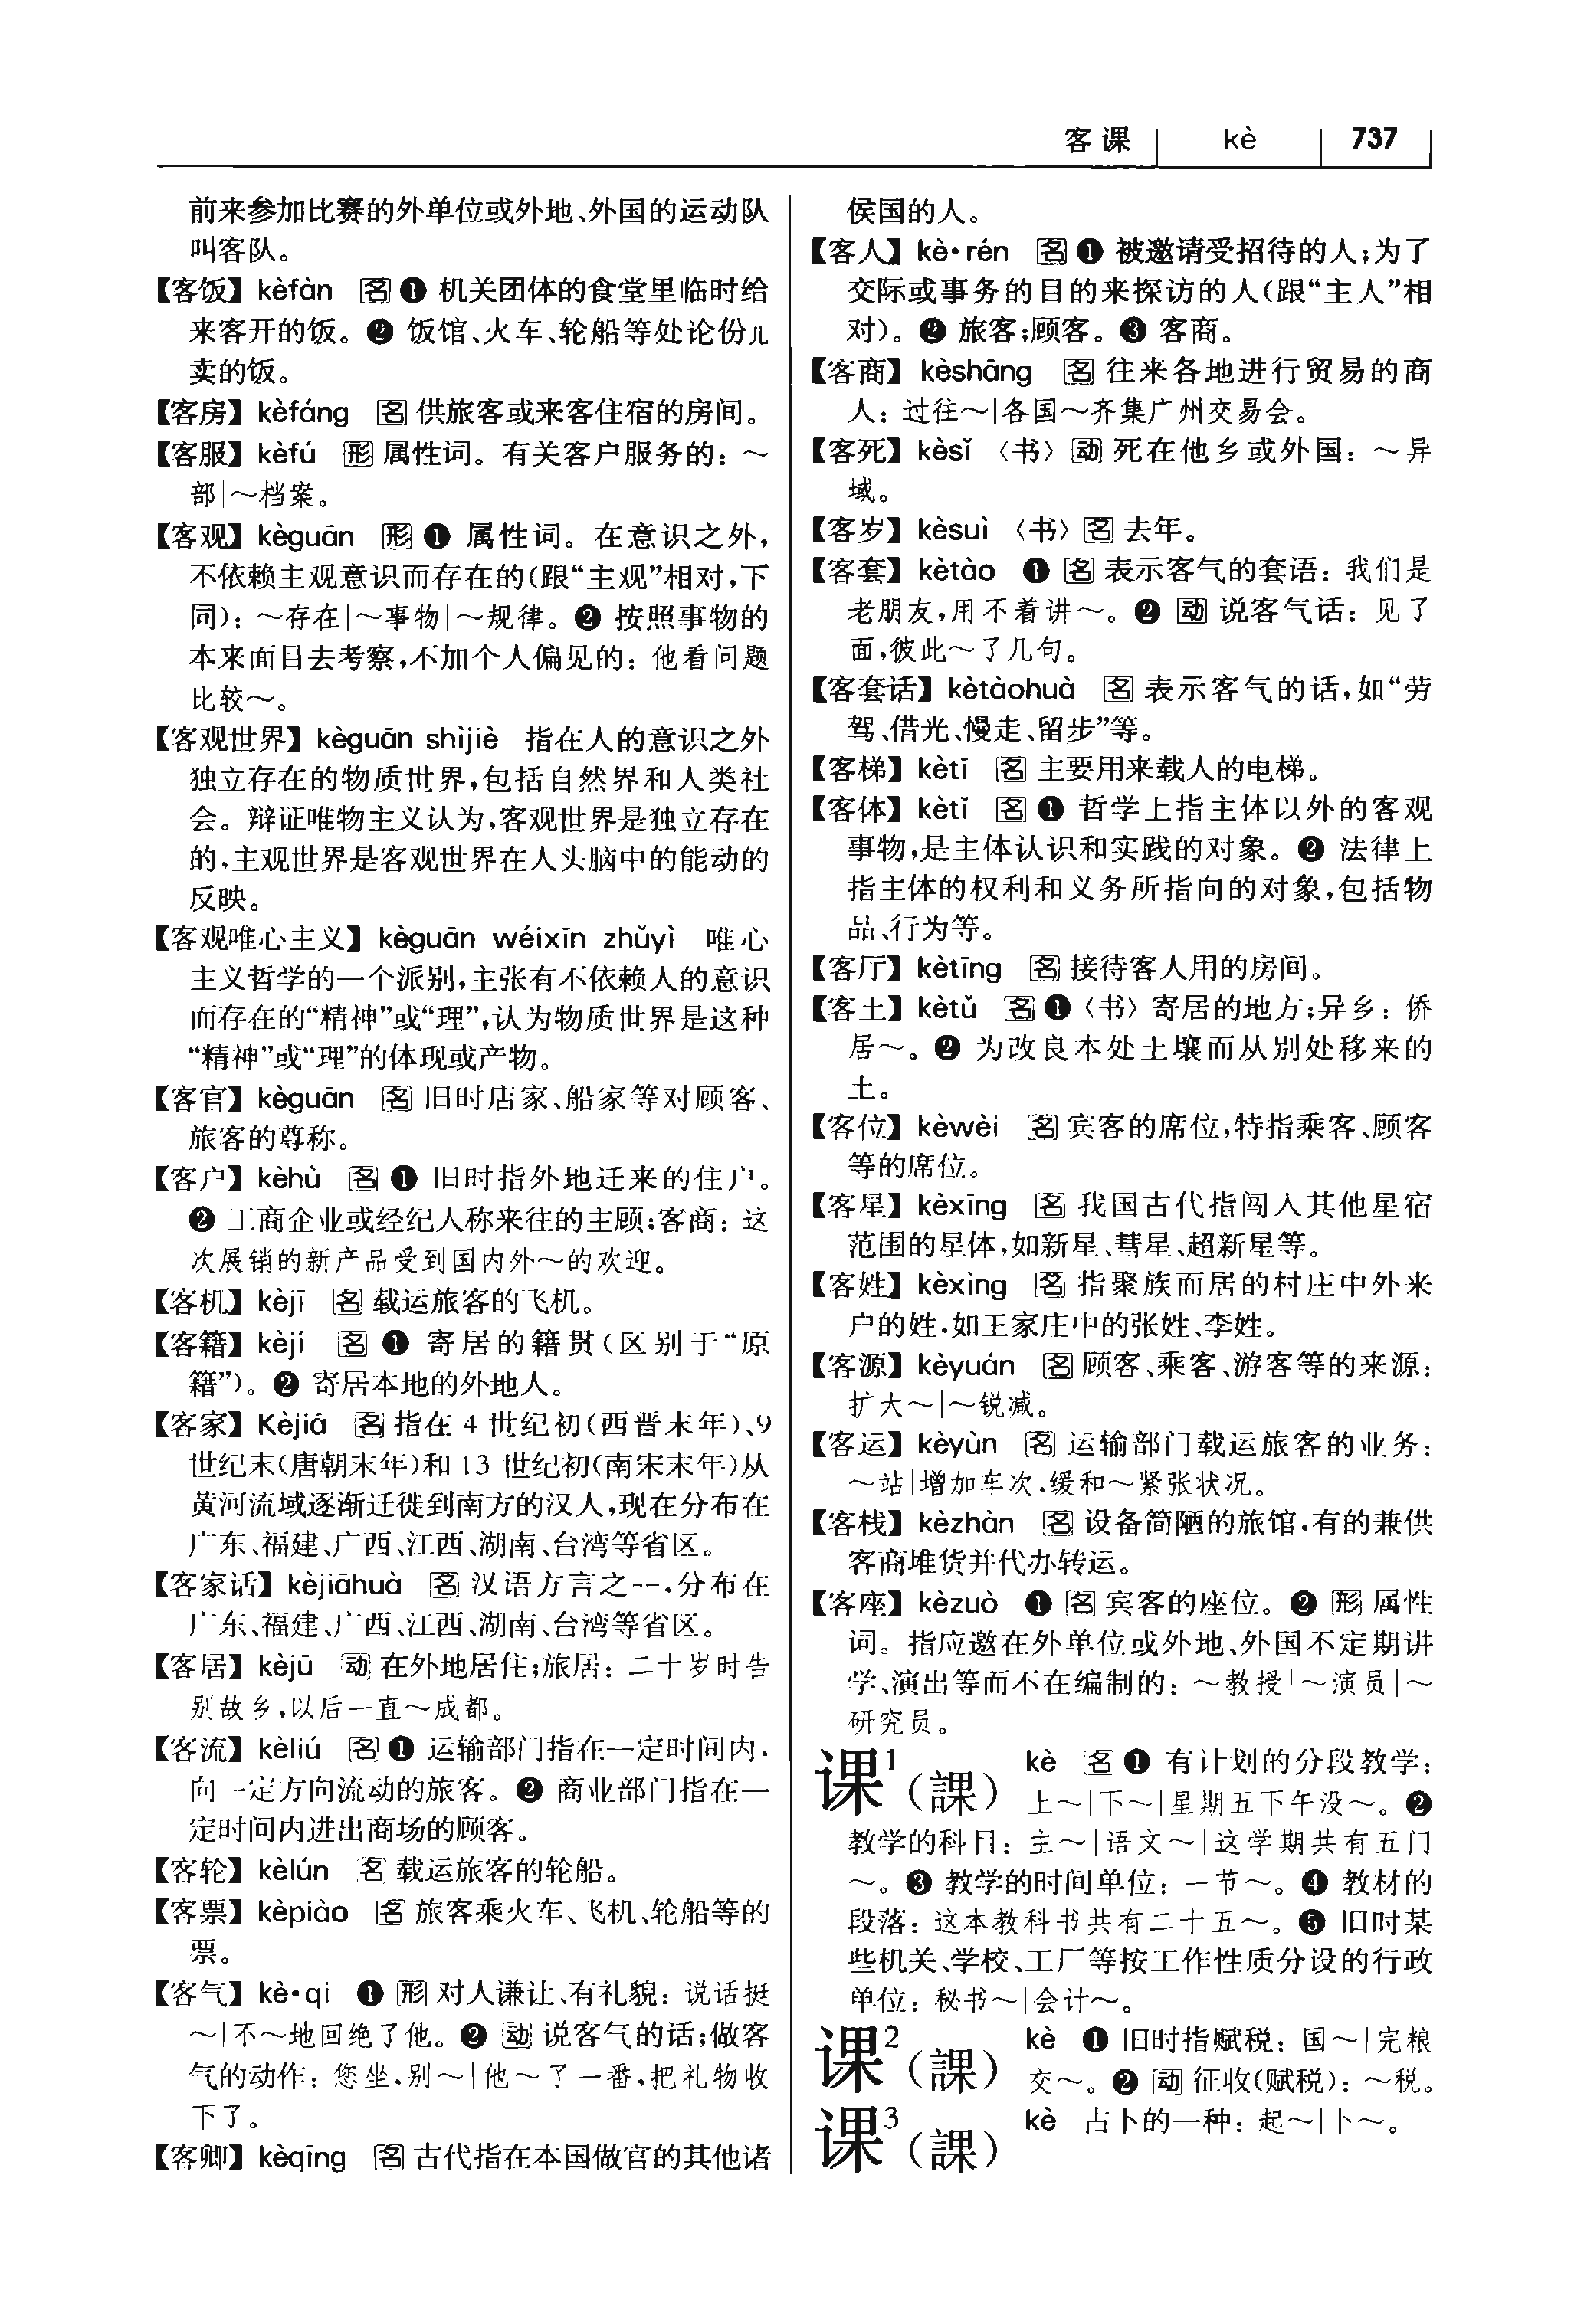 客 课 kè 737
前来参加比赛的外单位或外地、外国的运动队
叫客队。
【客饭】kèfàn 名 ❶ 机关团体的食堂里临时给
来客开的饭。❷ 饭馆、火车、轮船等处论份儿
卖的饭。
【客房】kèfáng 名 供旅客或来客住宿的房间。
【客服】kèfú 形 属性词。有关客户服务的：～
部|～档案。
【客观】kèguān 形 ❶ 属性词。在意识之外，
不依赖主观意识而存在的（跟“主观”相对，下
同）：～存在|～事物|～规律。❷ 按照事物的
本来面目去考察，不加个人偏见的：他看问题
比较～。
【客观世界】kèguān shìjiè 指在人的意识之外
独立存在的物质世界，包括自然界和人类社
会。辩证唯物主义认为，客观世界是独立存在
的，主观世界是客观世界在人头脑中的能动的
反映。
【客观唯心主义】kèguān wéixīn zhǔyì 唯心
主义哲学的一个派别，主张有不依赖人的意识
而存在的“精神”或“理”，认为物质世界是这种
“精神”或“理”的体现或产物。
【客官】kèguān 名 旧时店家、船家等对顾客、
旅客的尊称。
【客户】kèhù 名 ❶ 旧时指外地迁来的住户。
❷ 工商企业或经纪人称来往的主顾；客商：这
次展销的新产品受到国内外～的欢迎。
【客机】kèjī 名 载运旅客的飞机。
【客籍】kèjí 名 ❶ 寄居的籍贯（区别于“原
籍”）。❷ 寄居本地的外地人。
【客家】Kèjiā 名 指在 4 世纪初（西晋末年）、9
世纪末（唐朝末年）和 13 世纪初（南宋末年）从
黄河流域逐渐迁徙到南方的汉人，现在分布在
广东、福建、广西、江西、湖南、台湾等省区。
【客家话】kèjiāhuà 名 汉语方言之一，分布在
广东、福建、广西、江西、湖南、台湾等省区。
【客居】kèjū 动 在外地居住；旅居：二十岁时告
别故乡，以后一直～成都。
【客流】kèliú 名 ❶ 运输部门指在一定时间内，
向一定方向流动的旅客。❷ 商业部门指在一
定时间内进出商场的顾客。
【客轮】kèlún 名 载运旅客的轮船。
【客票】kèpiào 名 旅客乘火车、飞机、轮船等的
票。
【客气】kè·qi ❶ 形 对人谦让、有礼貌：说话挺
～|不～地回绝了他。❷ 动 说客气的话；做客
气的动作：您坐，别～|他～了一番，把礼物收
下了。
【客卿】kèqīng 名 古代指在本国做官的其他诸
侯国的人。
【客人】kè·rén 名 ❶ 被邀请受招待的人；为了
交际或事务的目的来探访的人（跟“主人”相
对）。❷ 旅客；顾客。❸ 客商。
【客商】kèshāng 名 往来各地进行贸易的商
人：过往～|各国～齐集广州交易会。
【客死】kèsǐ 〈书〉动 死在他乡或外国：～异
域。
【客岁】kèsuì 〈书〉名 去年。
【客套】kètào ❶ 名 表示客气的套语：我们是
老朋友，用不着讲～。❷ 动 说客气话：见了
面，彼此～了几句。
【客套话】kètàohuà 名 表示客气的话，如“劳
驾、借光、慢走、留步”等。
【客梯】kètī 名 主要用来载人的电梯。
【客体】kètǐ 名 ❶ 哲学上指主体以外的客观
事物，是主体认识和实践的对象。❷ 法律上
指主体的权利和义务所指向的对象，包括物
品、行为等。
【客厅】kètīng 名 接待客人用的房间。
【客土】kètǔ 名 ❶〈书〉寄居的地方；异乡：侨
居～。❷ 为改良本处土壤而从别处移来的
土。
【客位】kèwèi 名 宾客的席位，特指乘客、顾客
等的席位。
【客星】kèxīng 名 我国古代指闯入其他星宿
范围的星体，如新星、彗星、超新星等。
【客姓】kèxìng 名 指聚族而居的村庄中外来
户的姓，如王家庄中的张姓、李姓。
【客源】kèyuán 名 顾客、乘客、游客等的来源：
扩大～|～锐减。
【客运】kèyùn 名 运输部门载运旅客的业务：
～站|增加车次，缓和～紧张状况。
【客栈】kèzhàn 名 设备简陋的旅馆，有的兼供
客商堆货并代办转运。
【客座】kèzuò ❶ 名 宾客的座位。❷ 形 属性
词。指应邀在外单位或外地、外国不定期讲
学、演出等而不在编制的：～教授|～演员|～
研究员。
课¹（課） kè 名 ❶ 有计划的分段教学：
上～|下～|星期五下午没～。❷
教学的科目：主～|语文～|这学期共有五门
～。❸ 教学的时间单位：一节～。❹ 教材的
段落：这本教科书共有二十五～。❺ 旧时某
些机关、学校、工厂等按工作性质分设的行政
单位：秘书～|会计～。
课²（課） kè ❶ 旧时指赋税：国～|完粮
交～。❷ 动 征收（赋税）：～税。
课³（課） kè 占卜的一种：起～|卜～。